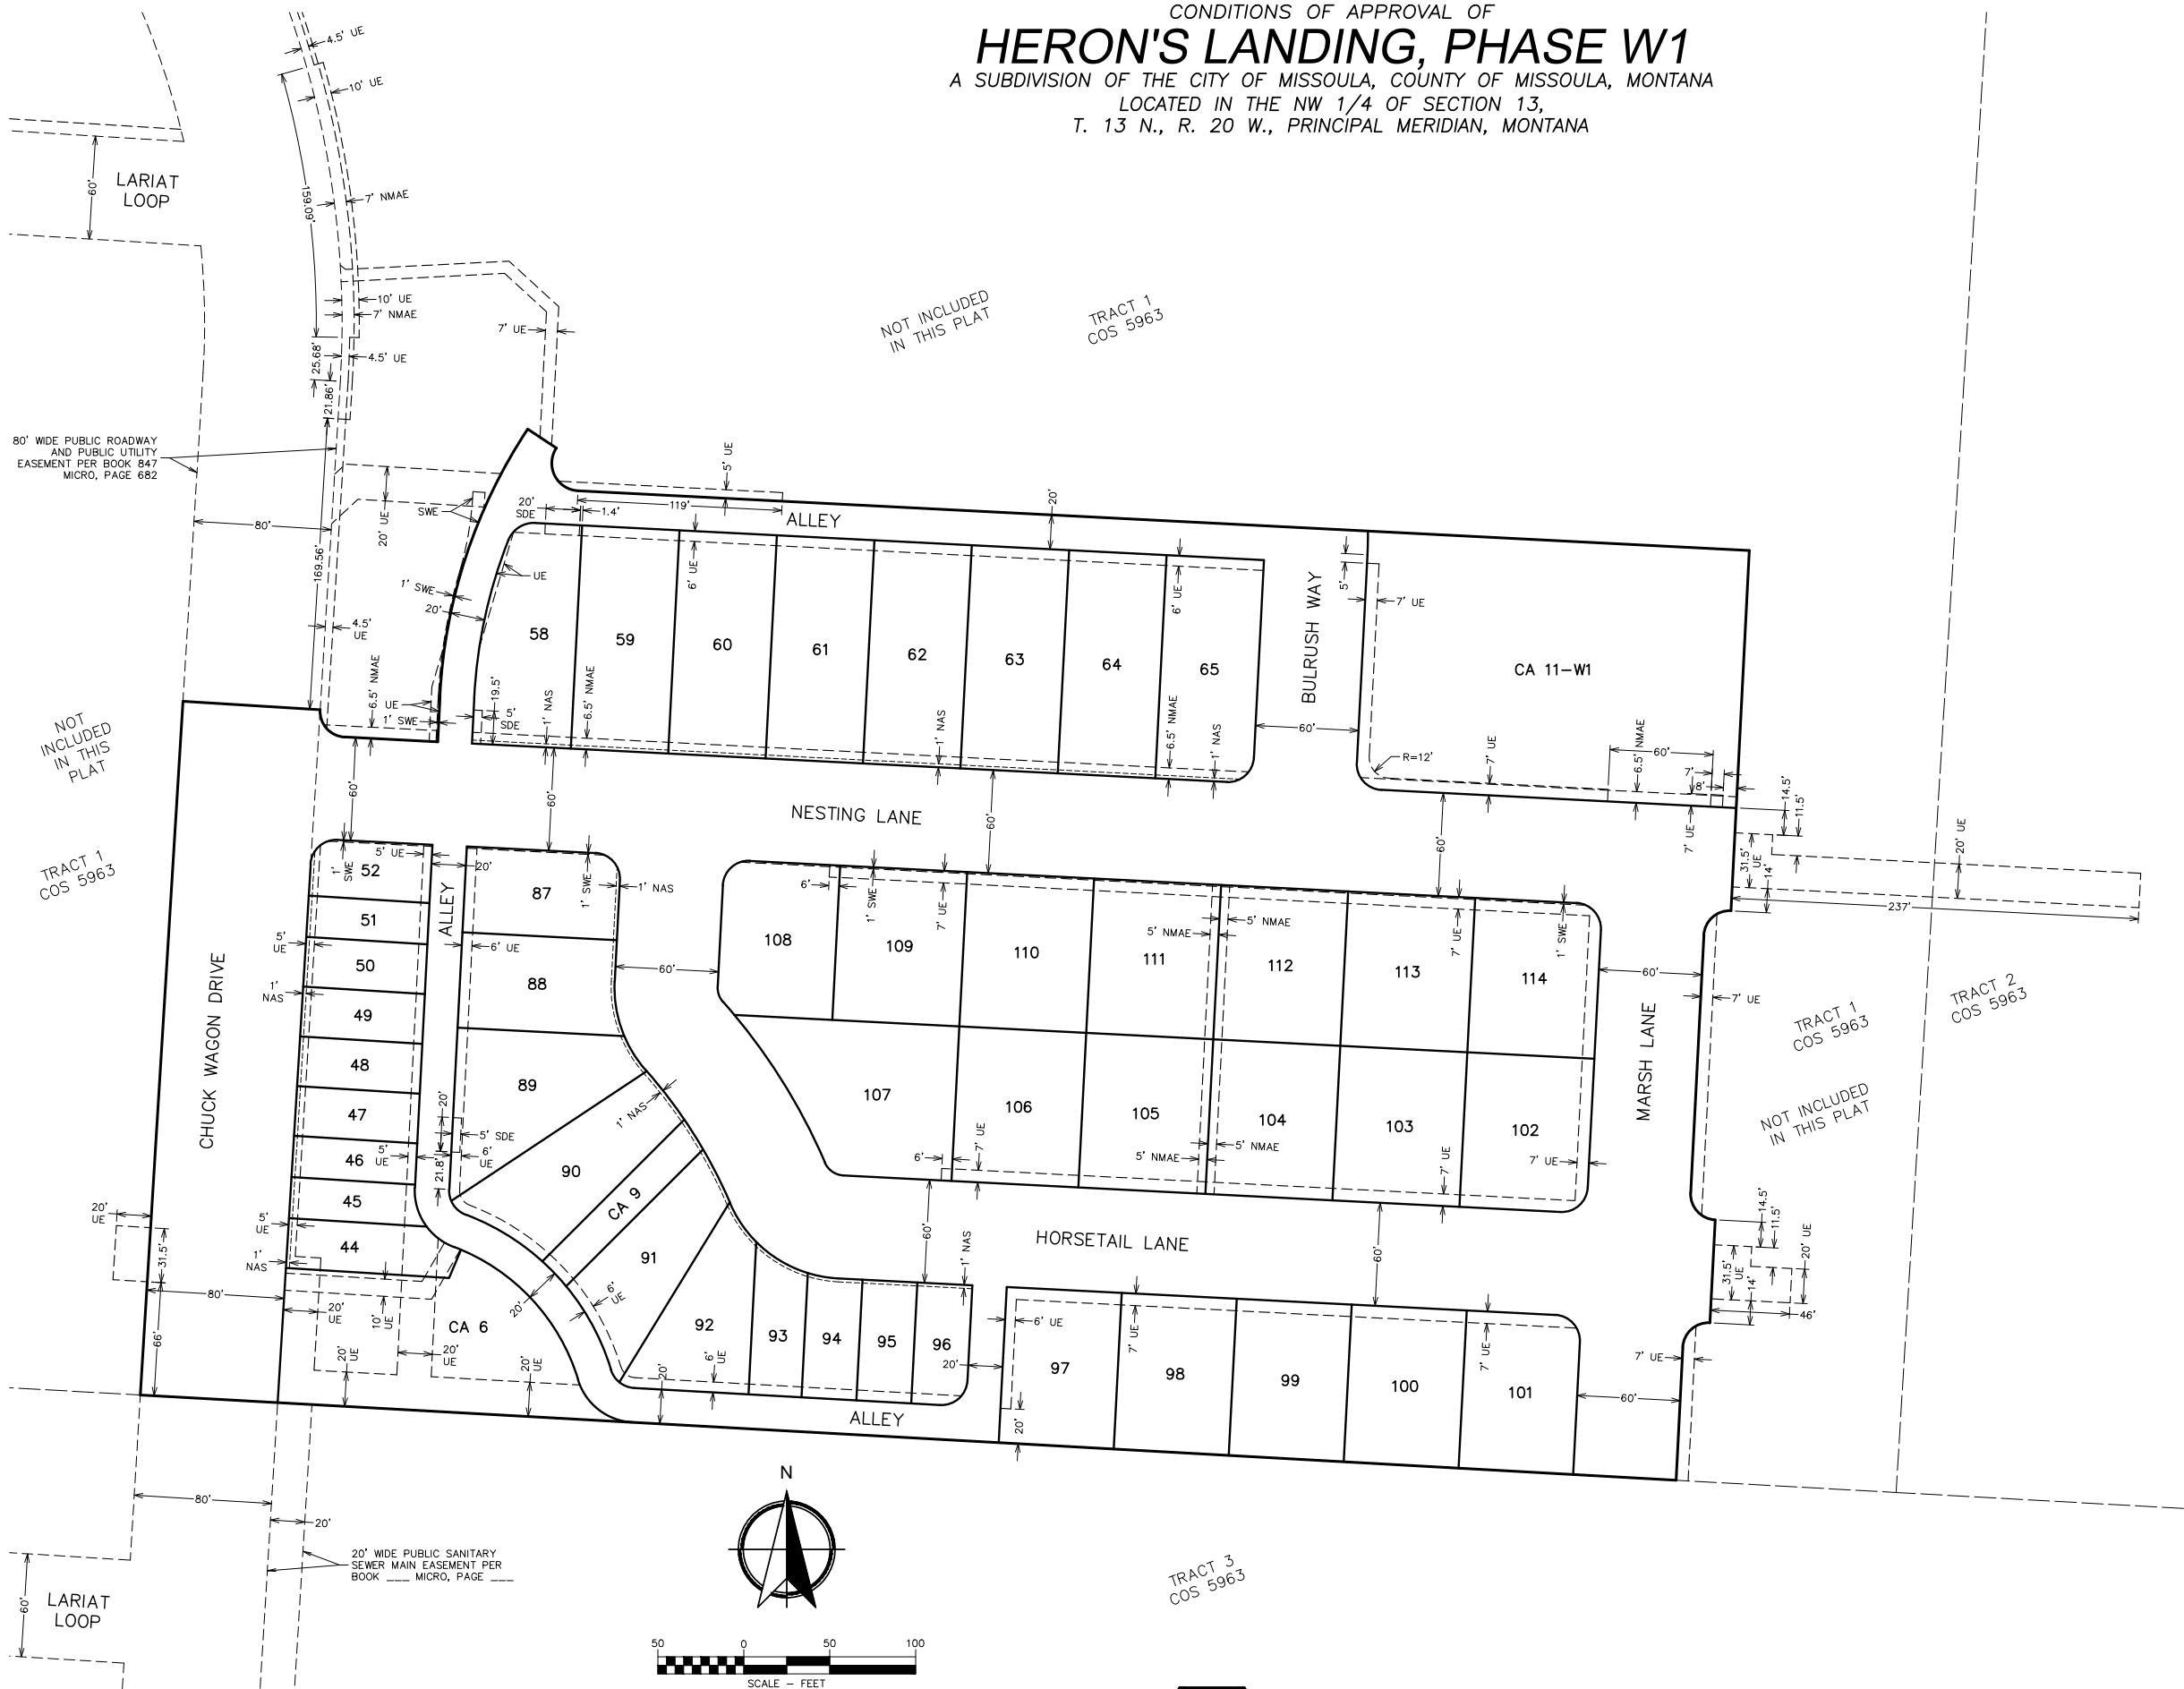 CONDITIONS OF APPROVAL OF
HERON'S LANDING, PHASE W1
A SUBDIVISION OF THE CITY OF MISSOULA, COUNTY OF MISSOULA, MONTANA
LOCATED IN THE NW 1/4 OF SECTION 13,
T. 13 N., R. 20 W., PRINCIPAL MERIDIAN, MONTANA
4.5' UE
10' UE
159.09'
7' NMAE
60'
LARIAT
LOOP
10' UE
7' NMAE
7' UE
4.5' UE
25.68'
21.86'
NOT INCLUDED
IN THIS PLAT
TRACT 1
COS 5963
80' WIDE PUBLIC ROADWAY
AND PUBLIC UTILITY
EASEMENT PER BOOK 847
MICRO, PAGE 682
80'
169.56'
20' UE
SWE
5' UE
20'
SDE
1.4'
119'
ALLEY
20'
UE
1' SWE
20'
4.5'
UE
6.5' NMAE
UE
1' SWE
19.5'
5'
SDE
1' NAS
6.5' NMAE
6' UE
58
59
60
61
62
63
64
65
6' UE
1' NAS
6.5' NMAE
1' NAS
BULRUSH WAY
5'
7' UE
60'
CA 11-W1
R=12'
7' UE
6.5' NMAE
60'
7'
8'
14.5'
11.5'
7' UE
31.5'
UE
14'
20' UE
237'
NOT
INCLUDED
IN THIS
PLAT
TRACT 1
COS 5963
60'
60'
NESTING LANE
60'
60'
1'
SWE
5' UE
20'
52
51
50
49
48
47
46
45
44
5'
UE
1'
NAS
ALLEY
CHUCK WAGON DRIVE
87
1' SWE
1' NAS
6' UE
88
60'
89
108
6'
109
1' SWE
7' UE
110
111
5' NMAE
5' NMAE
112
113
7' UE
1' SWE
114
60'
7' UE
MARSH LANE
TRACT 1
COS 5963
TRACT 2
COS 5963
NOT INCLUDED
IN THIS PLAT
20'
5' SDE
6'
UE
5'
UE
21.8'
1' NAS
90
CA 9
91
107
106
105
104
103
102
6'
7' UE
5' NMAE
5' NMAE
7' UE
7' UE
20'
UE
31.5'
5'
UE
1'
NAS
80'
66'
20'
UE
10'
UE
CA 6
20'
UE
20'
UE
20'
UE
20'
6'
UE
20'
6'
UE
92
93
94
95
96
60'
1' NAS
HORSETAIL LANE
60'
20'
6' UE
7' UE
97
98
99
100
101
7' UE
20'
60'
7' UE
14.5'
11.5'
31.5'
UE
14'
20' UE
46'
ALLEY
80'
20'
20' WIDE PUBLIC SANITARY
SEWER MAIN EASEMENT PER
BOOK ___ MICRO, PAGE ___
60'
LARIAT
LOOP
N
50 0 50 100
SCALE - FEET
TRACT 3
COS 5963